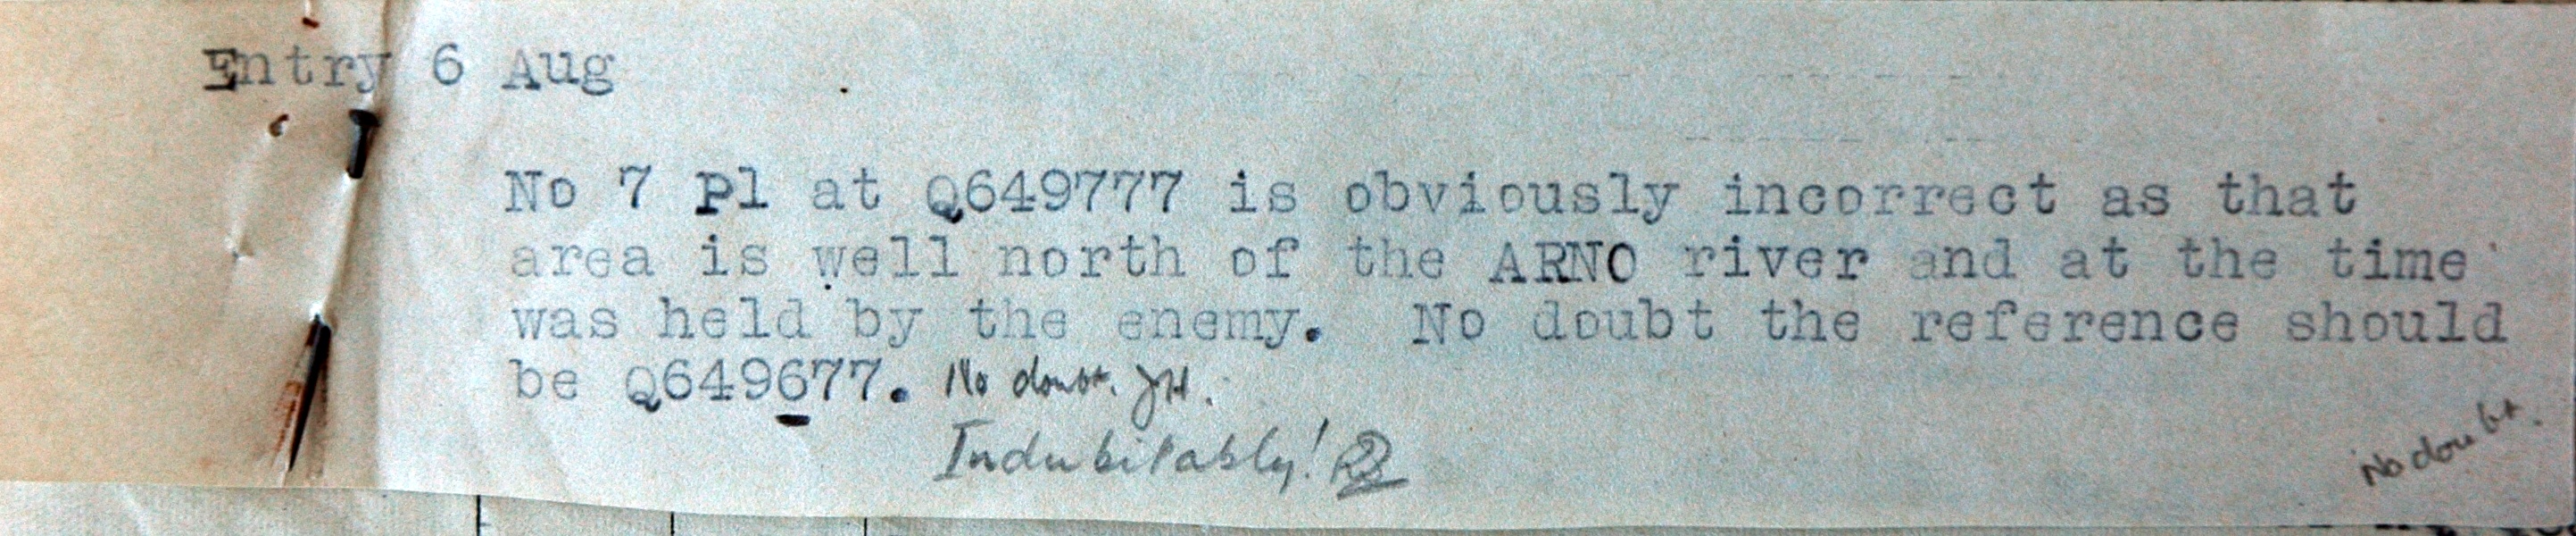 Entry 6 Aug
No 7 Pl at Q649777 is obviously incorrect as that
area is well north of the ARNO river and at the time
was held by the enemy. No doubt the reference should
be Q649677. No doubt. JH.
Indubitably!
No doubt.